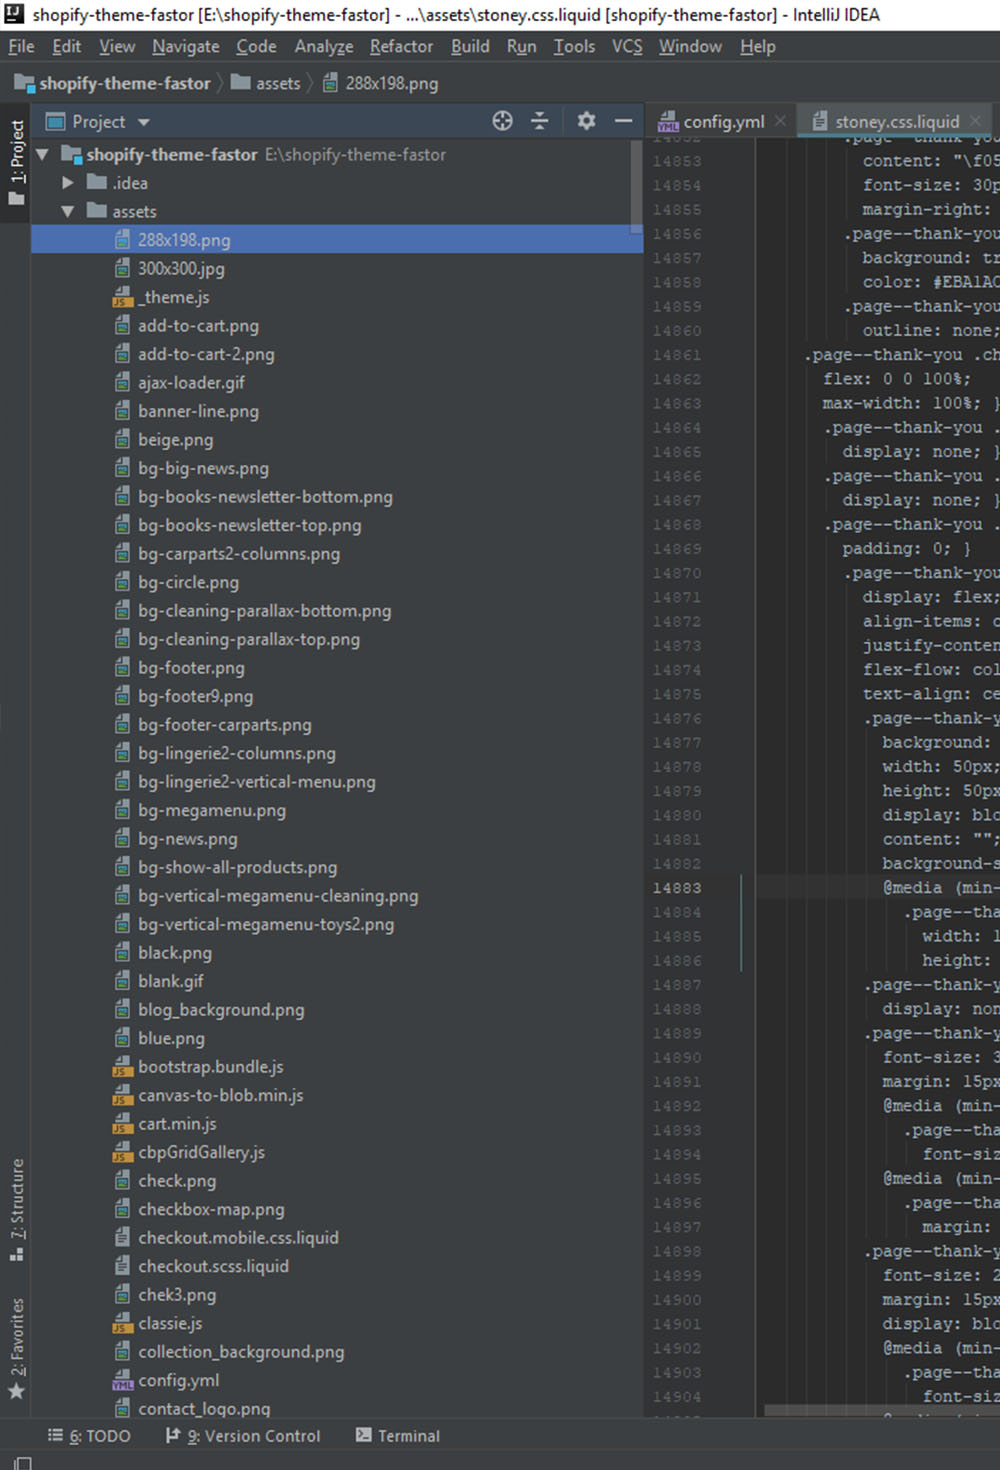 shopify-theme-fastor [E:\shopify-theme-fastor] - ...\assets\stoney.css.liquid [shopify-theme-fastor] - IntelliJ IDEA
File Edit View Navigate Code Analyze Refactor Build Run Tools VCS Window Help
shopify-theme-fastor assets 288x198.png
1: Project
7: Structure
2: Favorites
Project
shopify-theme-fastor E:\shopify-theme-fastor
.idea
assets
288x198.png
300x300.jpg
_theme.js
add-to-cart.png
add-to-cart-2.png
ajax-loader.gif
banner-line.png
beige.png
bg-big-news.png
bg-books-newsletter-bottom.png
bg-books-newsletter-top.png
bg-carparts2-columns.png
bg-circle.png
bg-cleaning-parallax-bottom.png
bg-cleaning-parallax-top.png
bg-footer.png
bg-footer9.png
bg-footer-carparts.png
bg-lingerie2-columns.png
bg-lingerie2-vertical-menu.png
bg-megamenu.png
bg-news.png
bg-show-all-products.png
bg-vertical-megamenu-cleaning.png
bg-vertical-megamenu-toys2.png
black.png
blank.gif
blog_background.png
blue.png
bootstrap.bundle.js
canvas-to-blob.min.js
cart.min.js
cbpGridGallery.js
check.png
checkbox-map.png
checkout.mobile.css.liquid
checkout.scss.liquid
chek3.png
classie.js
collection_background.png
config.yml
contact_logo.png
config.yml stoney.css.liquid
14852 .page--thank-you
14853 content: "\f05
14854 font-size: 30p
14855 margin-right:
14856 .page--thank-you
14857 background: tr
14858 color: #EBA1AC
14859 .page--thank-you
14860 outline: none;
14861 .page--thank-you .ch
14862 flex: 0 0 100%;
14863 max-width: 100%; }
14864 .page--thank-you .
14865 display: none; }
14866 .page--thank-you .
14867 display: none; }
14868 .page--thank-you .
14869 padding: 0; }
14870 .page--thank-you
14871 display: flex;
14872 align-items: c
14873 justify-conten
14874 flex-flow: col
14875 text-align: ce
14876 .page--thank-y
14877 background:
14878 width: 50px;
14879 height: 50px
14880 display: blo
14881 content: "";
14882 background-s
14883 @media (min-
14884 .page--tha
14885 width: 1
14886 height:
14887 .page--thank-y
14888 display: non
14889 .page--thank-y
14890 font-size: 3
14891 margin: 15px
14892 @media (min-
14893 .page--tha
14894 font-siz
14895 @media (min-
14896 .page--tha
14897 margin:
14898 .page--thank-y
14899 font-size: 2
14900 margin: 15px
14901 display: blo
14902 @media (min-
14903 .page--tha
14904 font-siz
6: TODO 9: Version Control Terminal